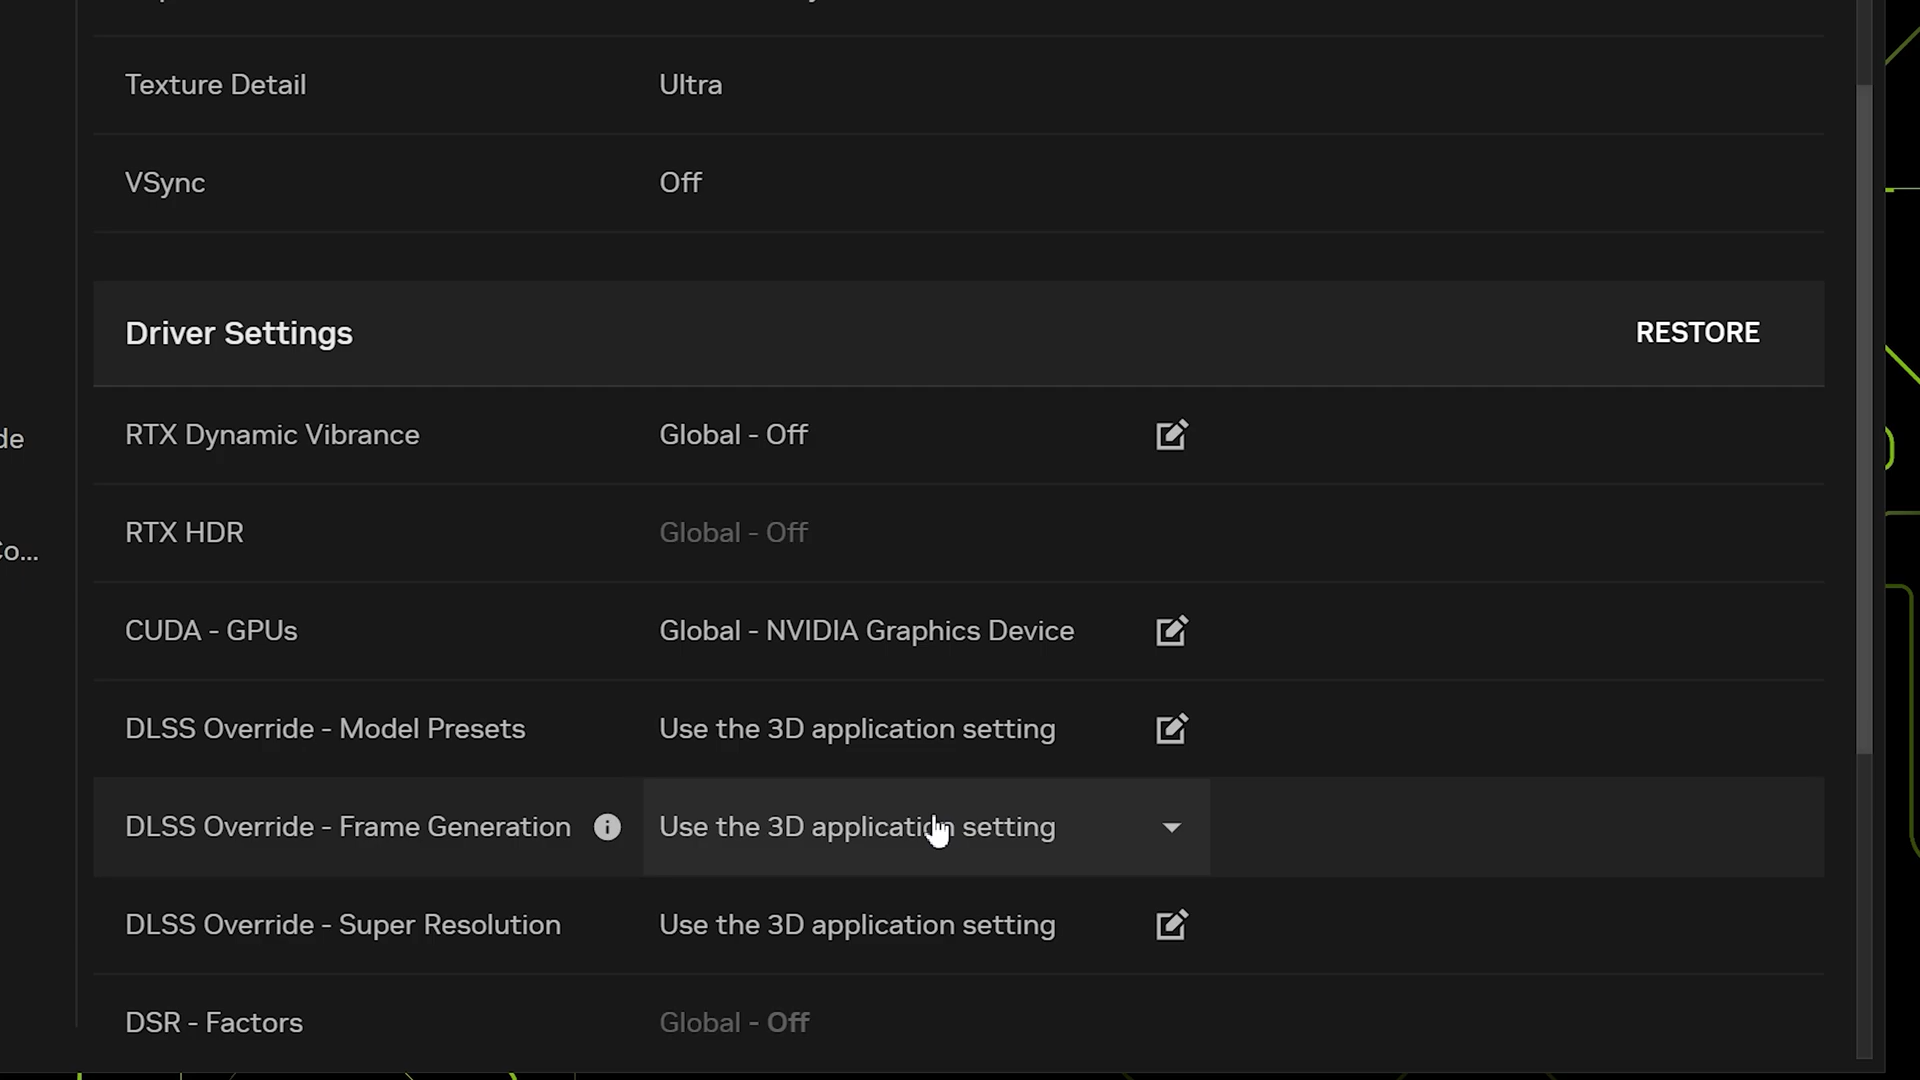 Texture Detail Ultra
VSync Off
Driver Settings RESTORE
RTX Dynamic Vibrance Global - Off
de
RTX HDR Global - Off
Co...
CUDA - GPUs Global - NVIDIA Graphics Device
DLSS Override - Model Presets Use the 3D application setting
DLSS Override - Frame Generation Use the 3D application setting
DLSS Override - Super Resolution Use the 3D application setting
DSR - Factors Global - Off